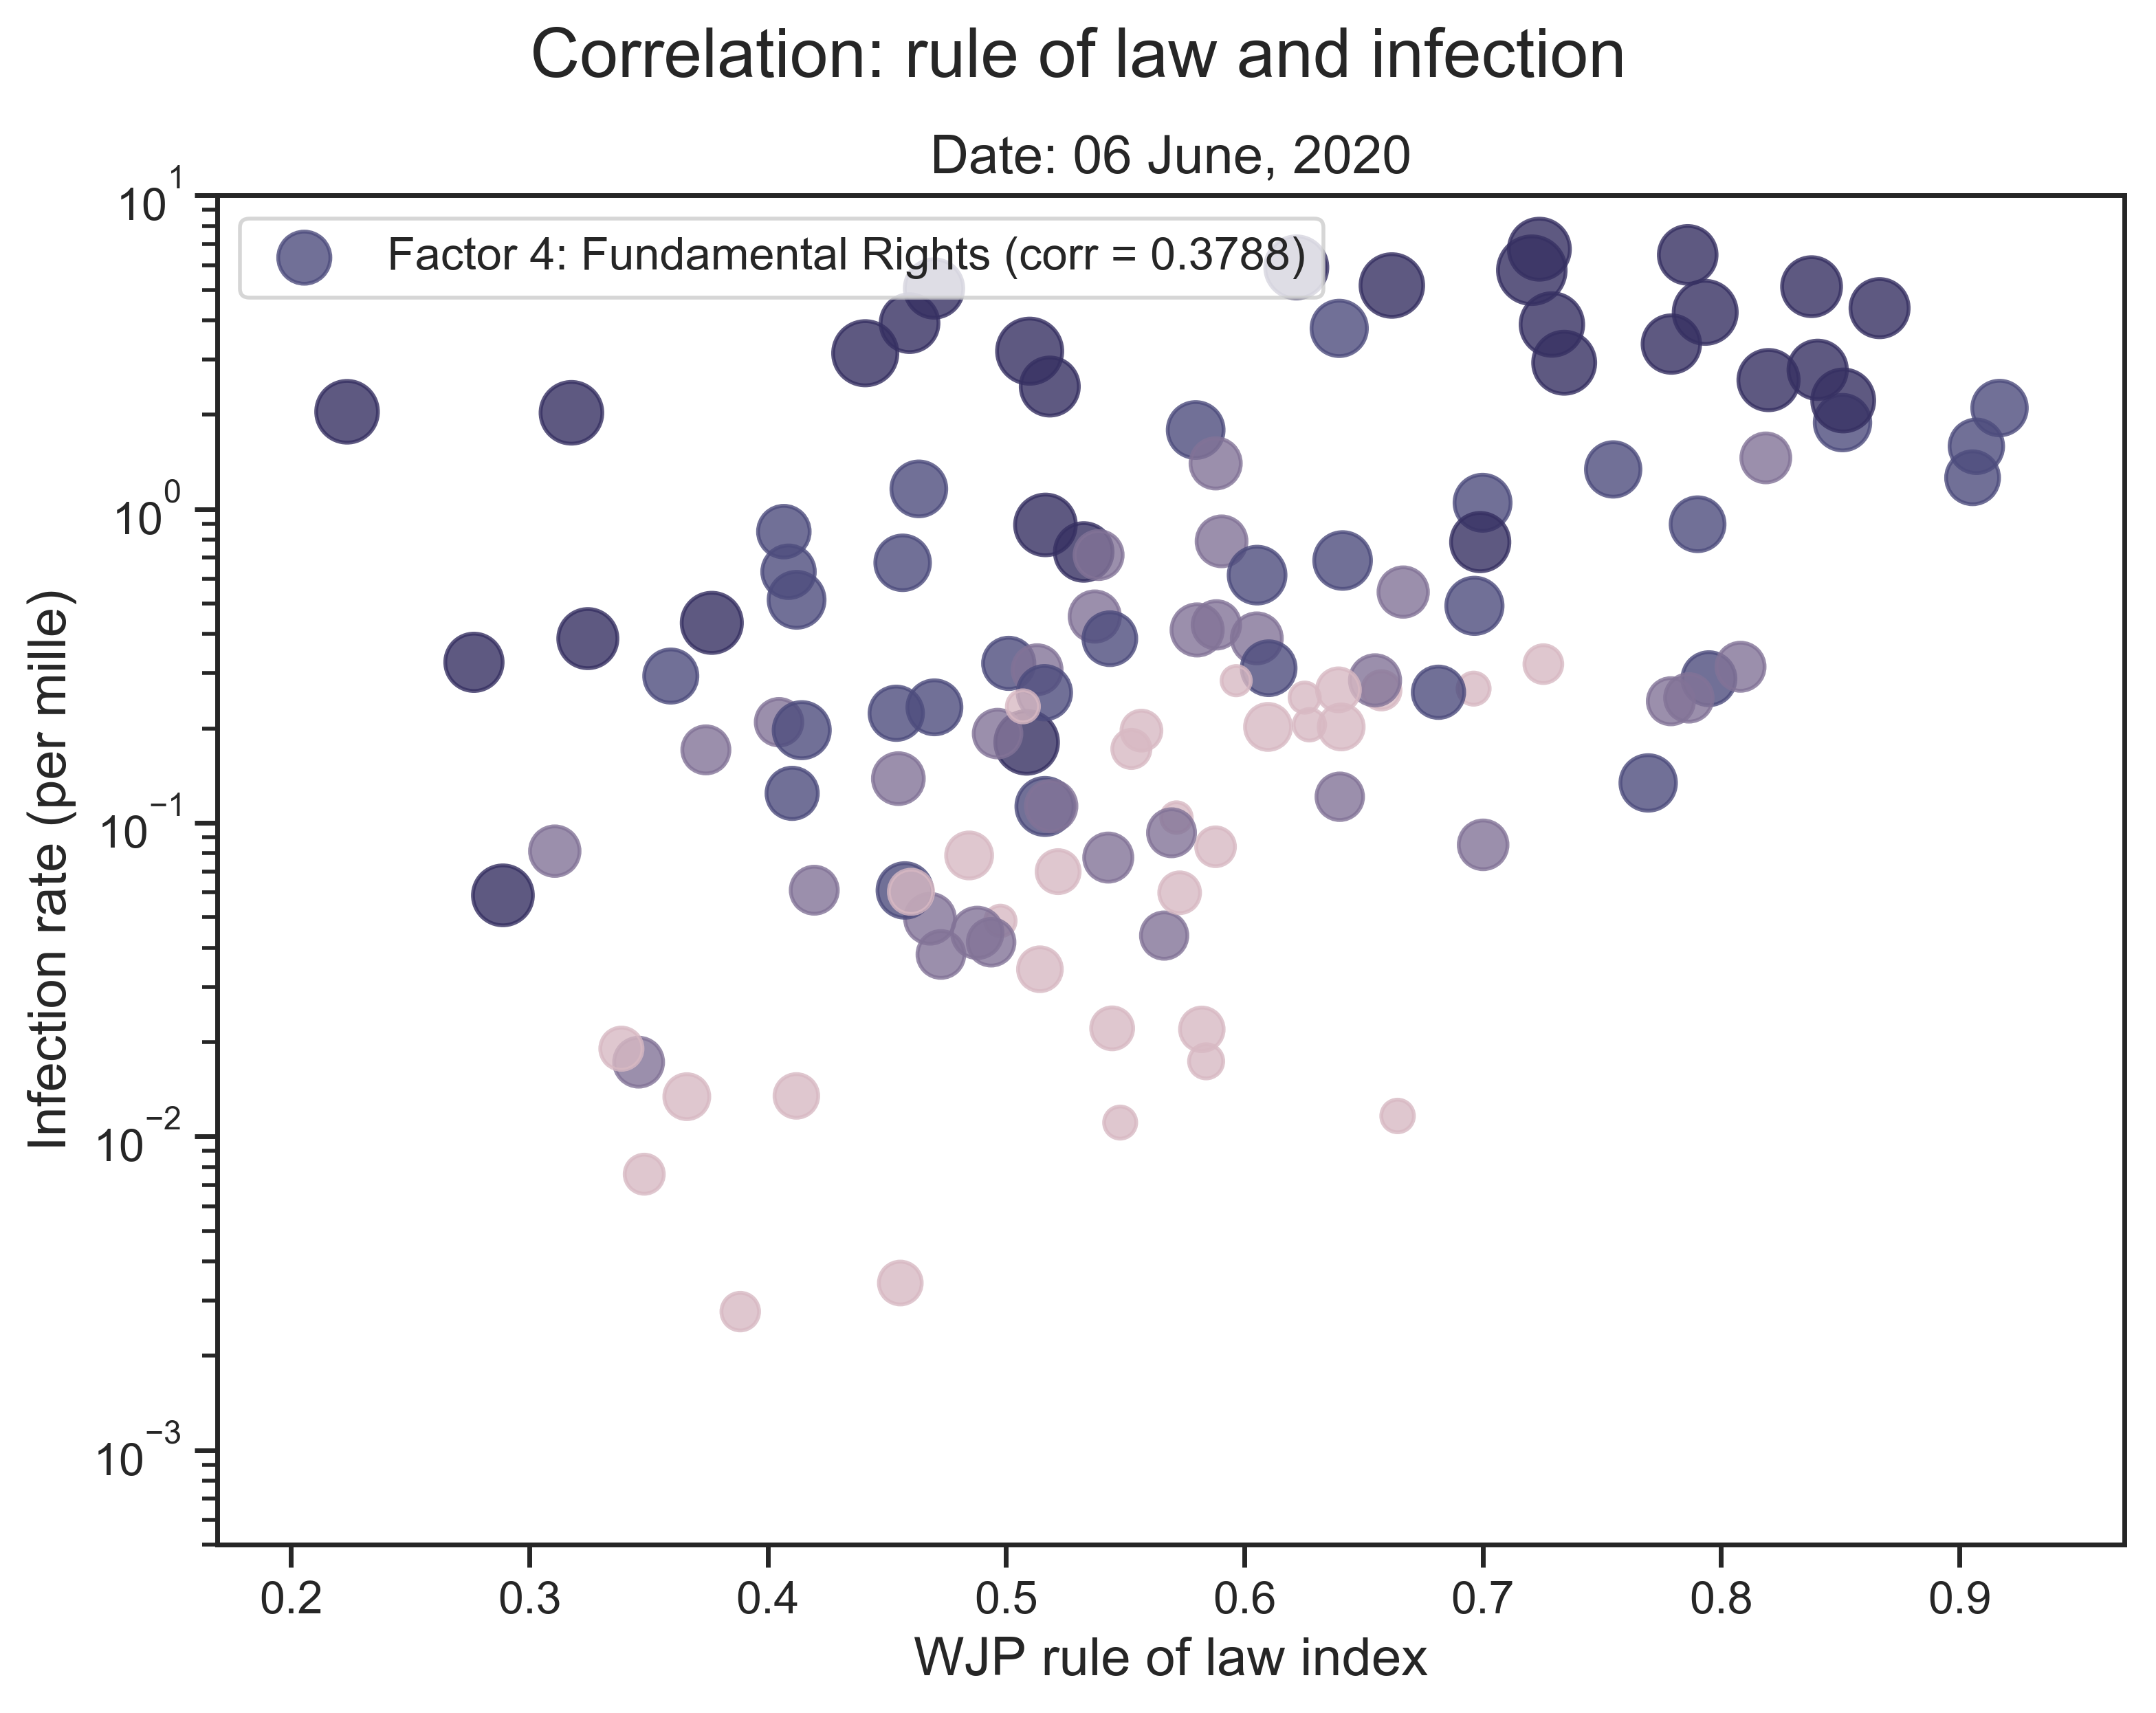 Correlation: rule of law and infection
Date: 06 June, 2020
Factor 4: Fundamental Rights (corr = 0.3788)
10^1
10^0
10^−1
10^−2
10^−3
Infection rate (per mille)
0.2 0.3 0.4 0.5 0.6 0.7 0.8 0.9
WJP rule of law index